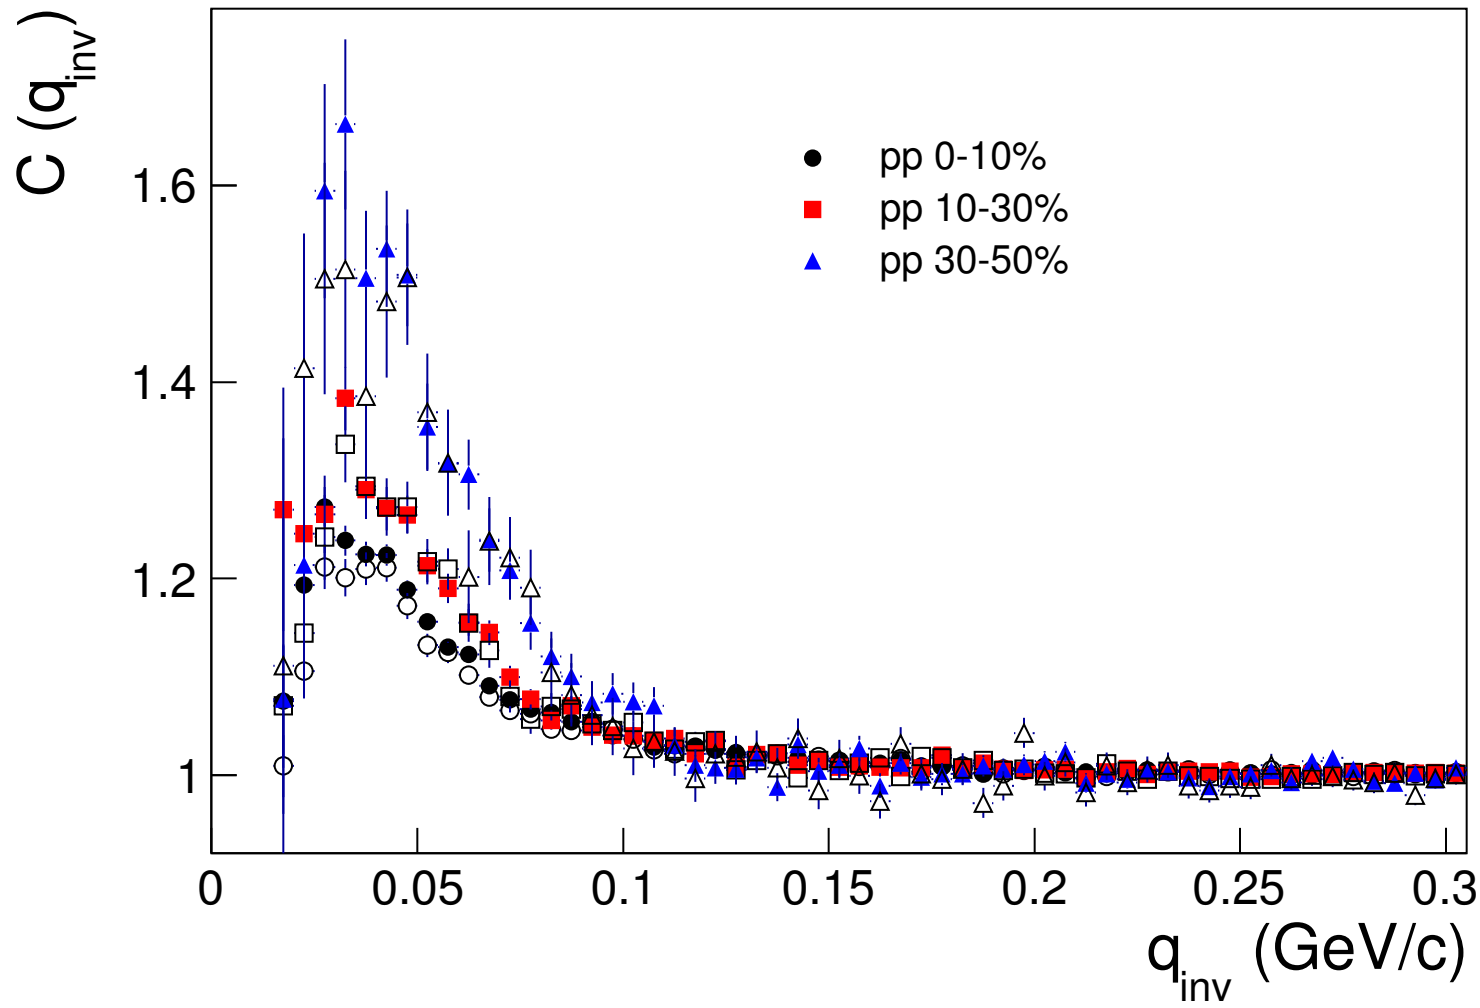 C (q_inv)
1.6
1.4
1.2
1
pp 0-10%
pp 10-30%
pp 30-50%
0 0.05 0.1 0.15 0.2 0.25 0.3
q_inv (GeV/c)